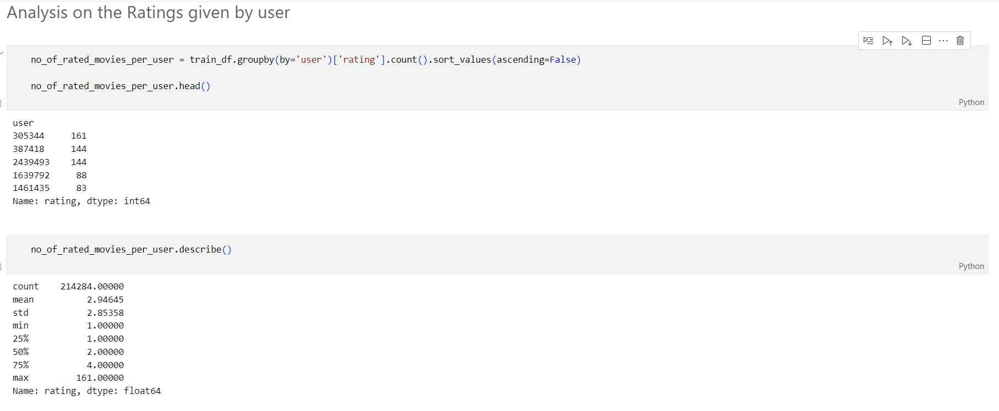 Analysis on the Ratings given by user
no_of_rated_movies_per_user = train_df.groupby(by='user')['rating'].count().sort_values(ascending=False)
no_of_rated_movies_per_user.head()
Python
user
305344     161
387418     144
2439493    144
1639792     88
1461435     83
Name: rating, dtype: int64
no_of_rated_movies_per_user.describe()
Python
count    214284.00000
mean          2.94645
std           2.85358
min           1.00000
25%           1.00000
50%           2.00000
75%           4.00000
max         161.00000
Name: rating, dtype: float64